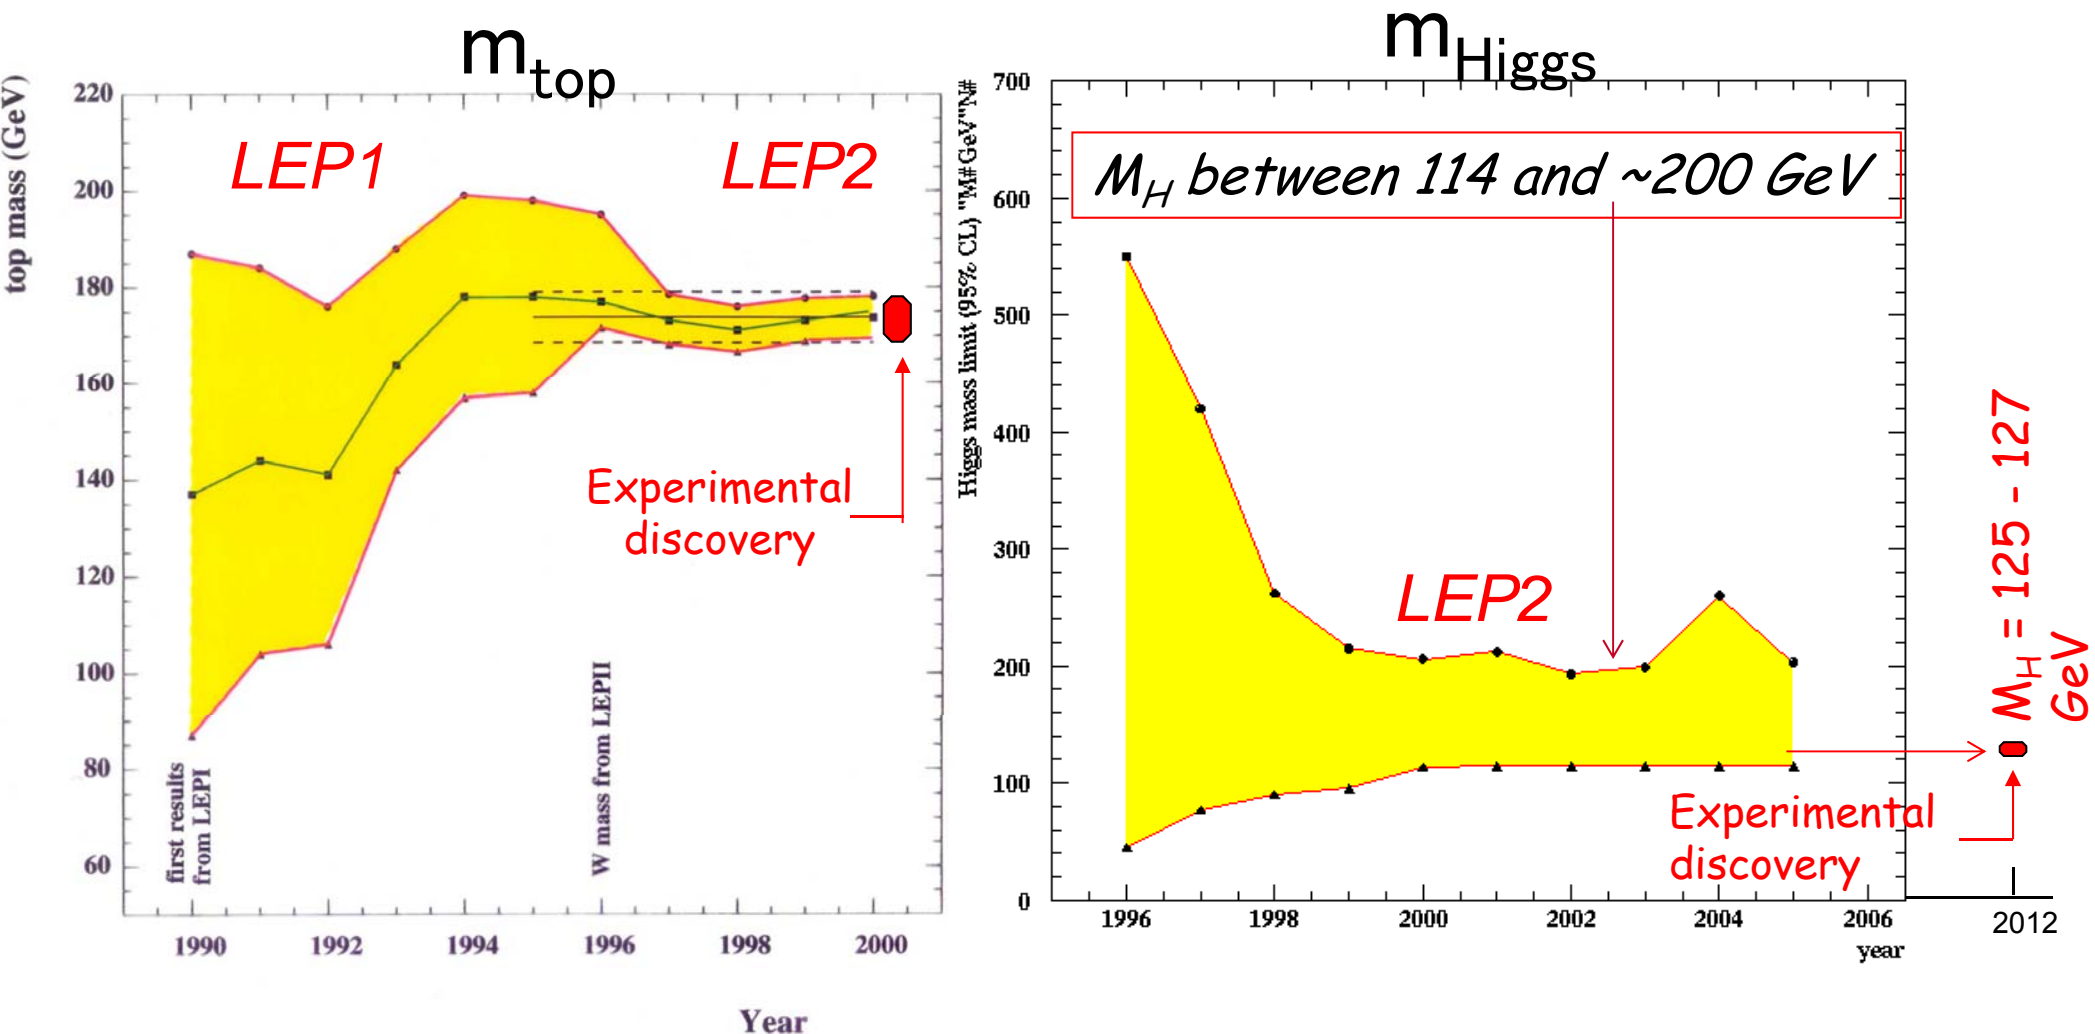 m top
top mass (GeV)
220
200
180
160
140
120
100
80
60
LEP1
LEP2
Experimental
discovery
first results
from LEPI
W mass from LEPII
1990
1992
1994
1996
1998
2000
Year
m Higgs
Higgs mass limit (95% CL) "M#GeV"N#
700
600
500
400
300
200
100
0
M_H between 114 and ~200 GeV
LEP2
Experimental
discovery
M_H = 125 - 127
GeV
1996
1998
2000
2002
2004
2006
2012
year